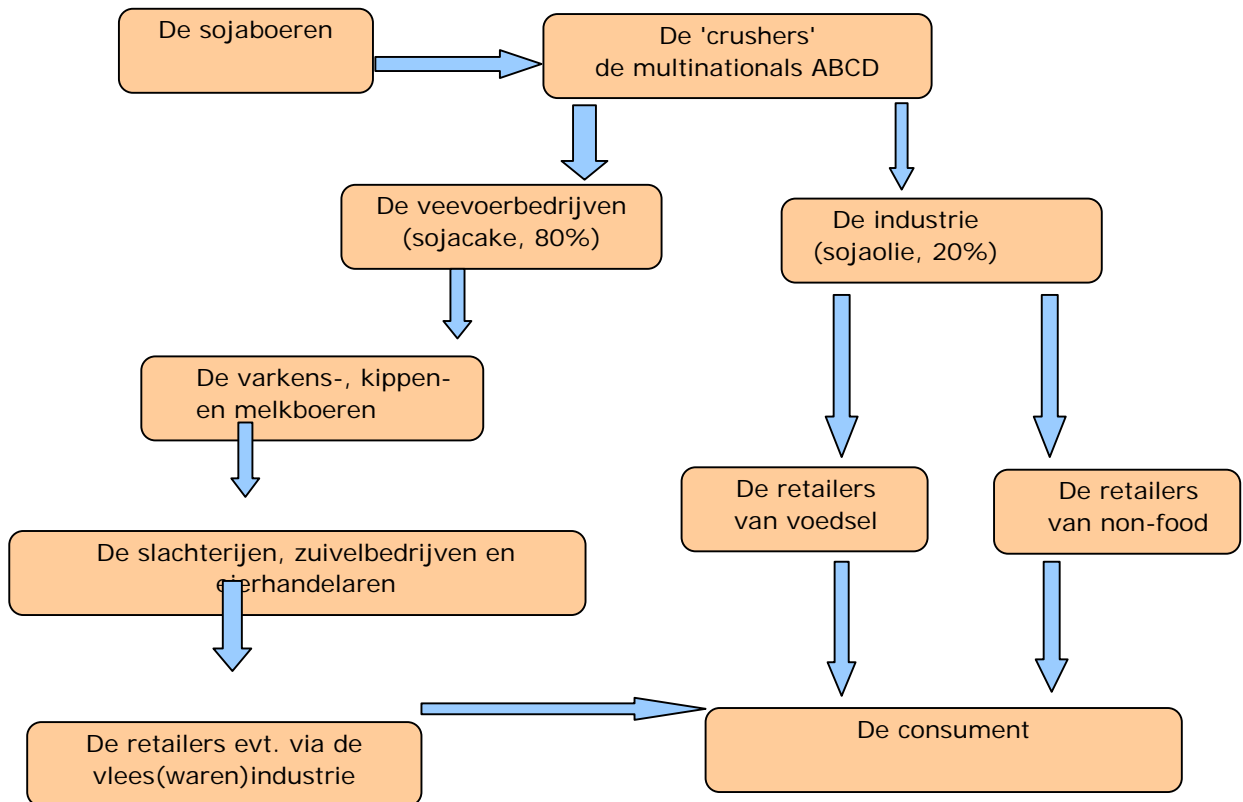 De sojaboeren
De 'crushers'
de multinationals ABCD
De veevoerbedrijven
(sojacake, 80%)
De industrie
(sojaolie, 20%)
De varkens-, kippen-
en melkboeren
De retailers
van voedsel
De retailers
van non-food
De slachterijen, zuivelbedrijven en
eierhandelaren
De retailers evt. via de
vlees(waren)industrie
De consument